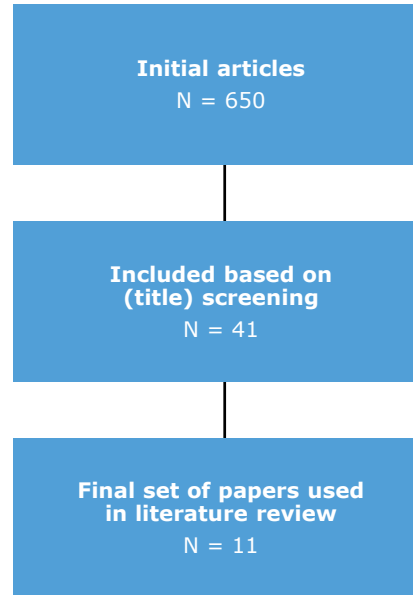 Initial articles
N = 650
Included based on
(title) screening
N = 41
Final set of papers used
in literature review
N = 11